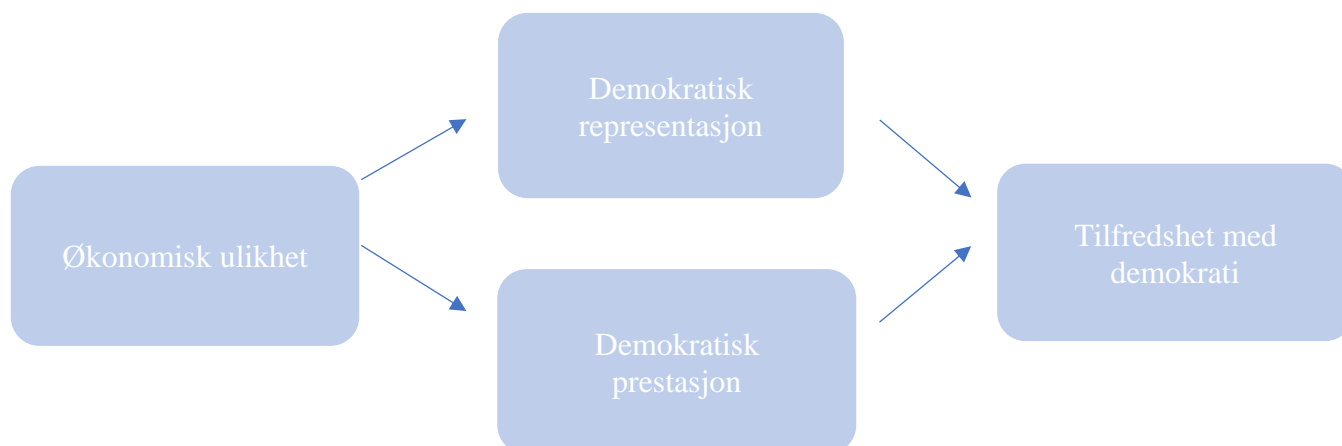 Demokratisk
representasjon
Økonomisk ulikhet
Tilfredshet med
demokrati
Demokratisk
prestasjon